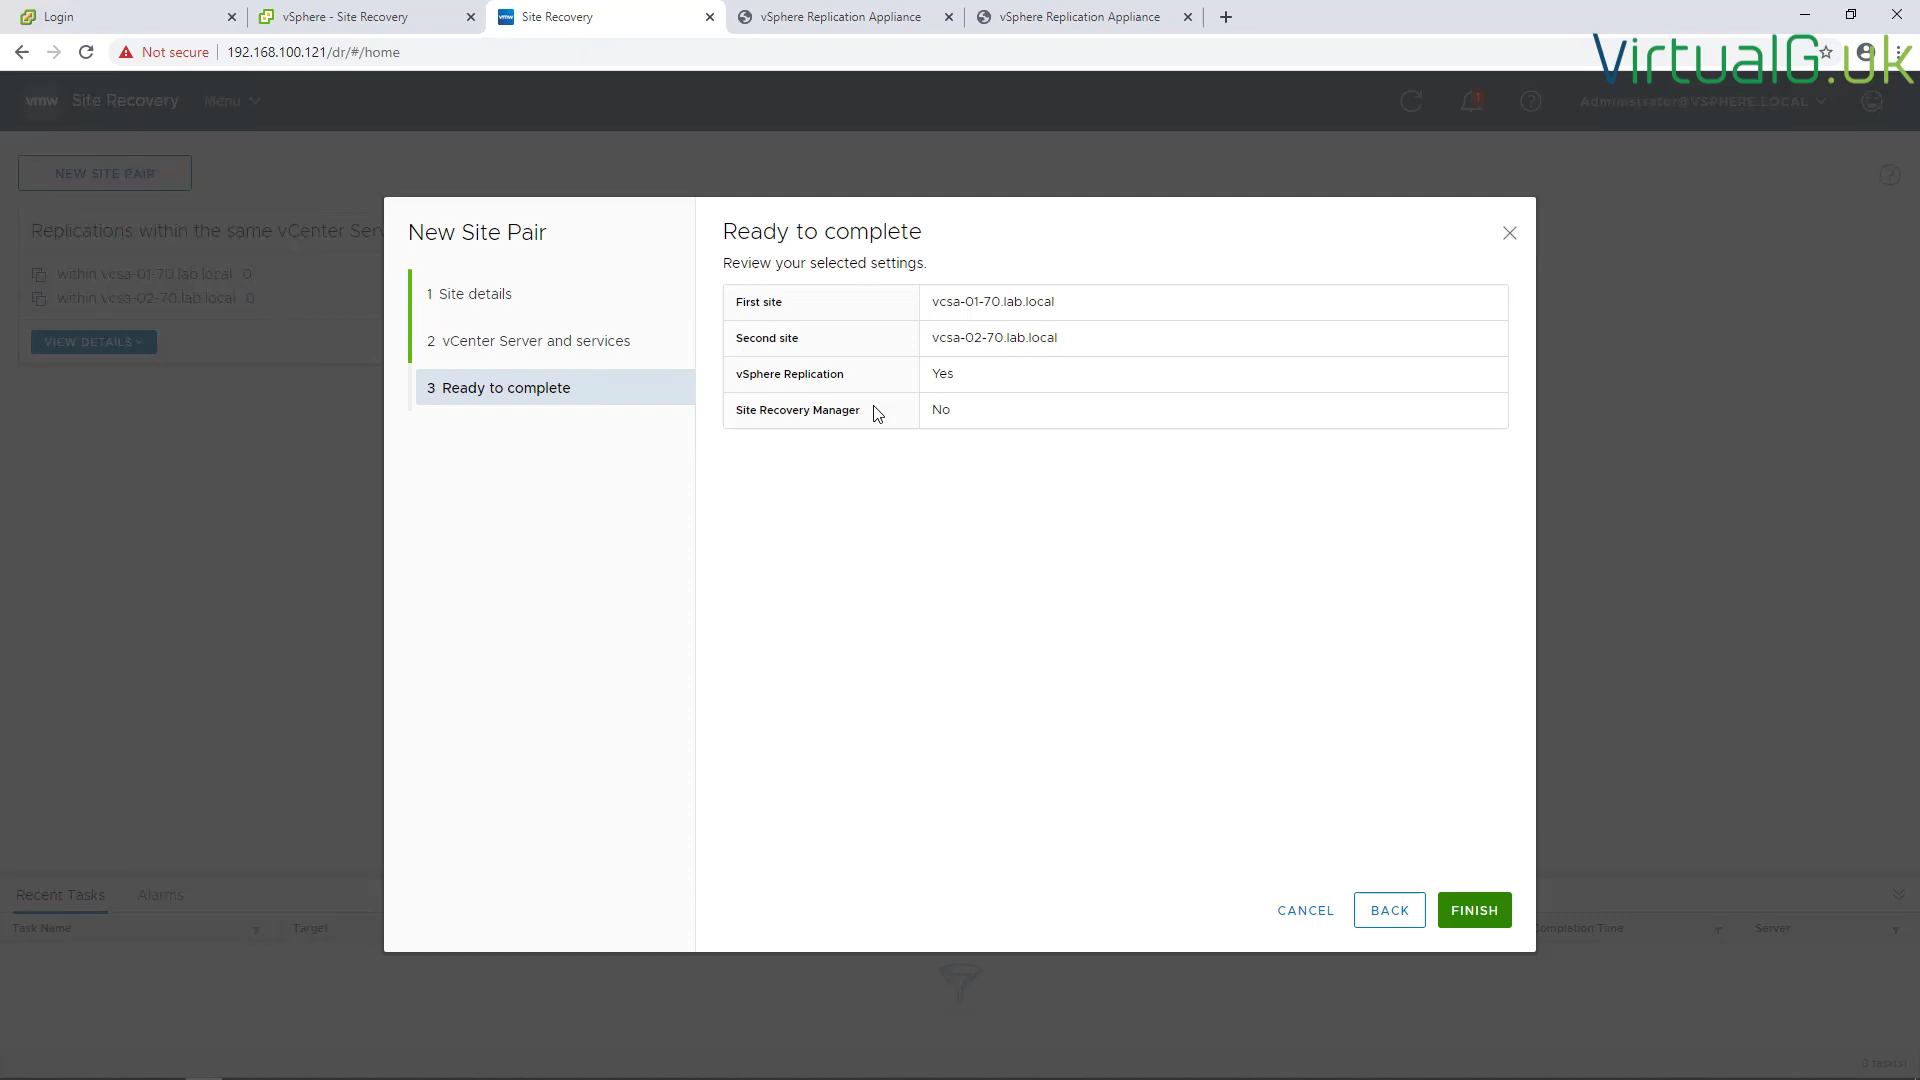 Login
vSphere - Site Recovery
Site Recovery
vSphere Replication Appliance
vSphere Replication Appliance
Not secure
192.168.100.121/dr/#/home
VirtualG.uk
vmw Site Recovery Menu
Administrator@VSPHERE.LOCAL
NEW SITE PAIR
Replications within the same vCenter Ser
within vcsa-01-70.lab.local 0
within vcsa-02-70.lab.local 0
VIEW DETAILS
New Site Pair
1 Site details
2 vCenter Server and services
3 Ready to complete
Ready to complete
Review your selected settings.
First site vcsa-01-70.lab.local
Second site vcsa-02-70.lab.local
vSphere Replication Yes
Site Recovery Manager No
CANCEL BACK FINISH
Recent Tasks Alarms
Task Name Target ompletion Time Server
0 task(s)